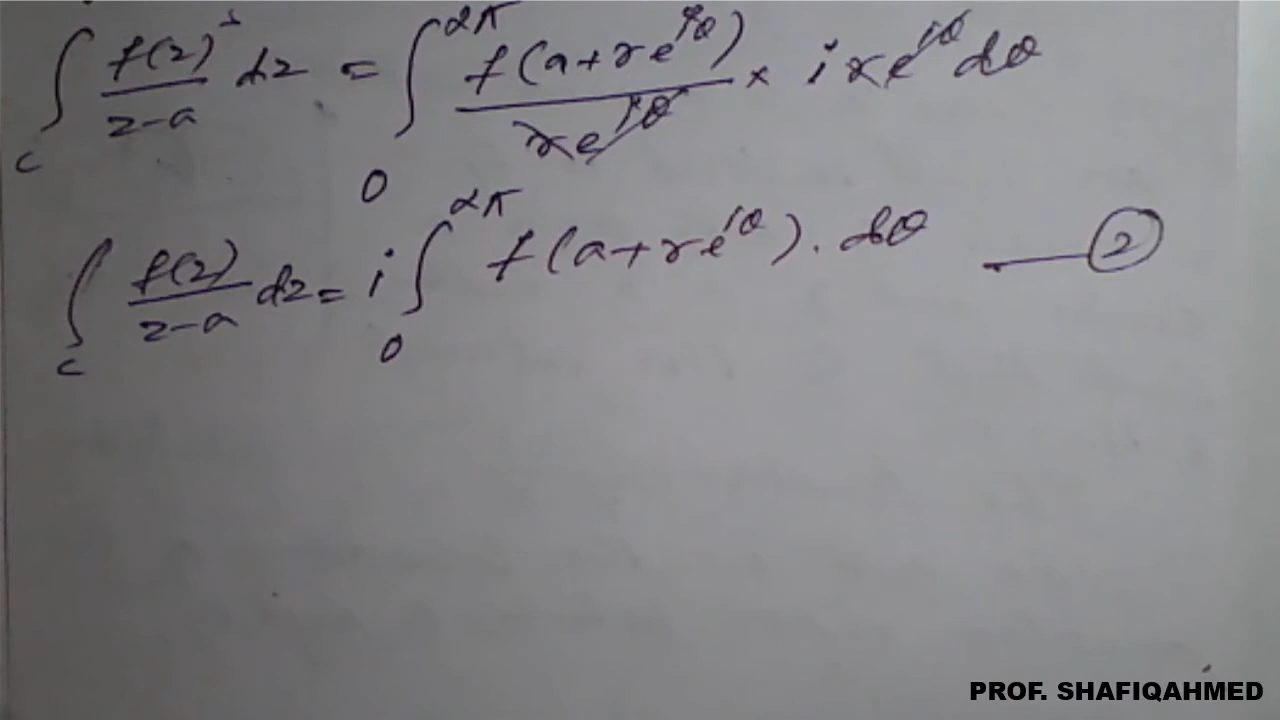 ∫_C f(z)/(z-a) dz = ∫_0^{2π} f(a+re^{iθ})/(re^{iθ}) × ire^{iθ} dθ
∫_C f(z)/(z-a) dz = i ∫_0^{2π} f(a+re^{iθ}). dθ —— ②
PROF. SHAFIQAHMED